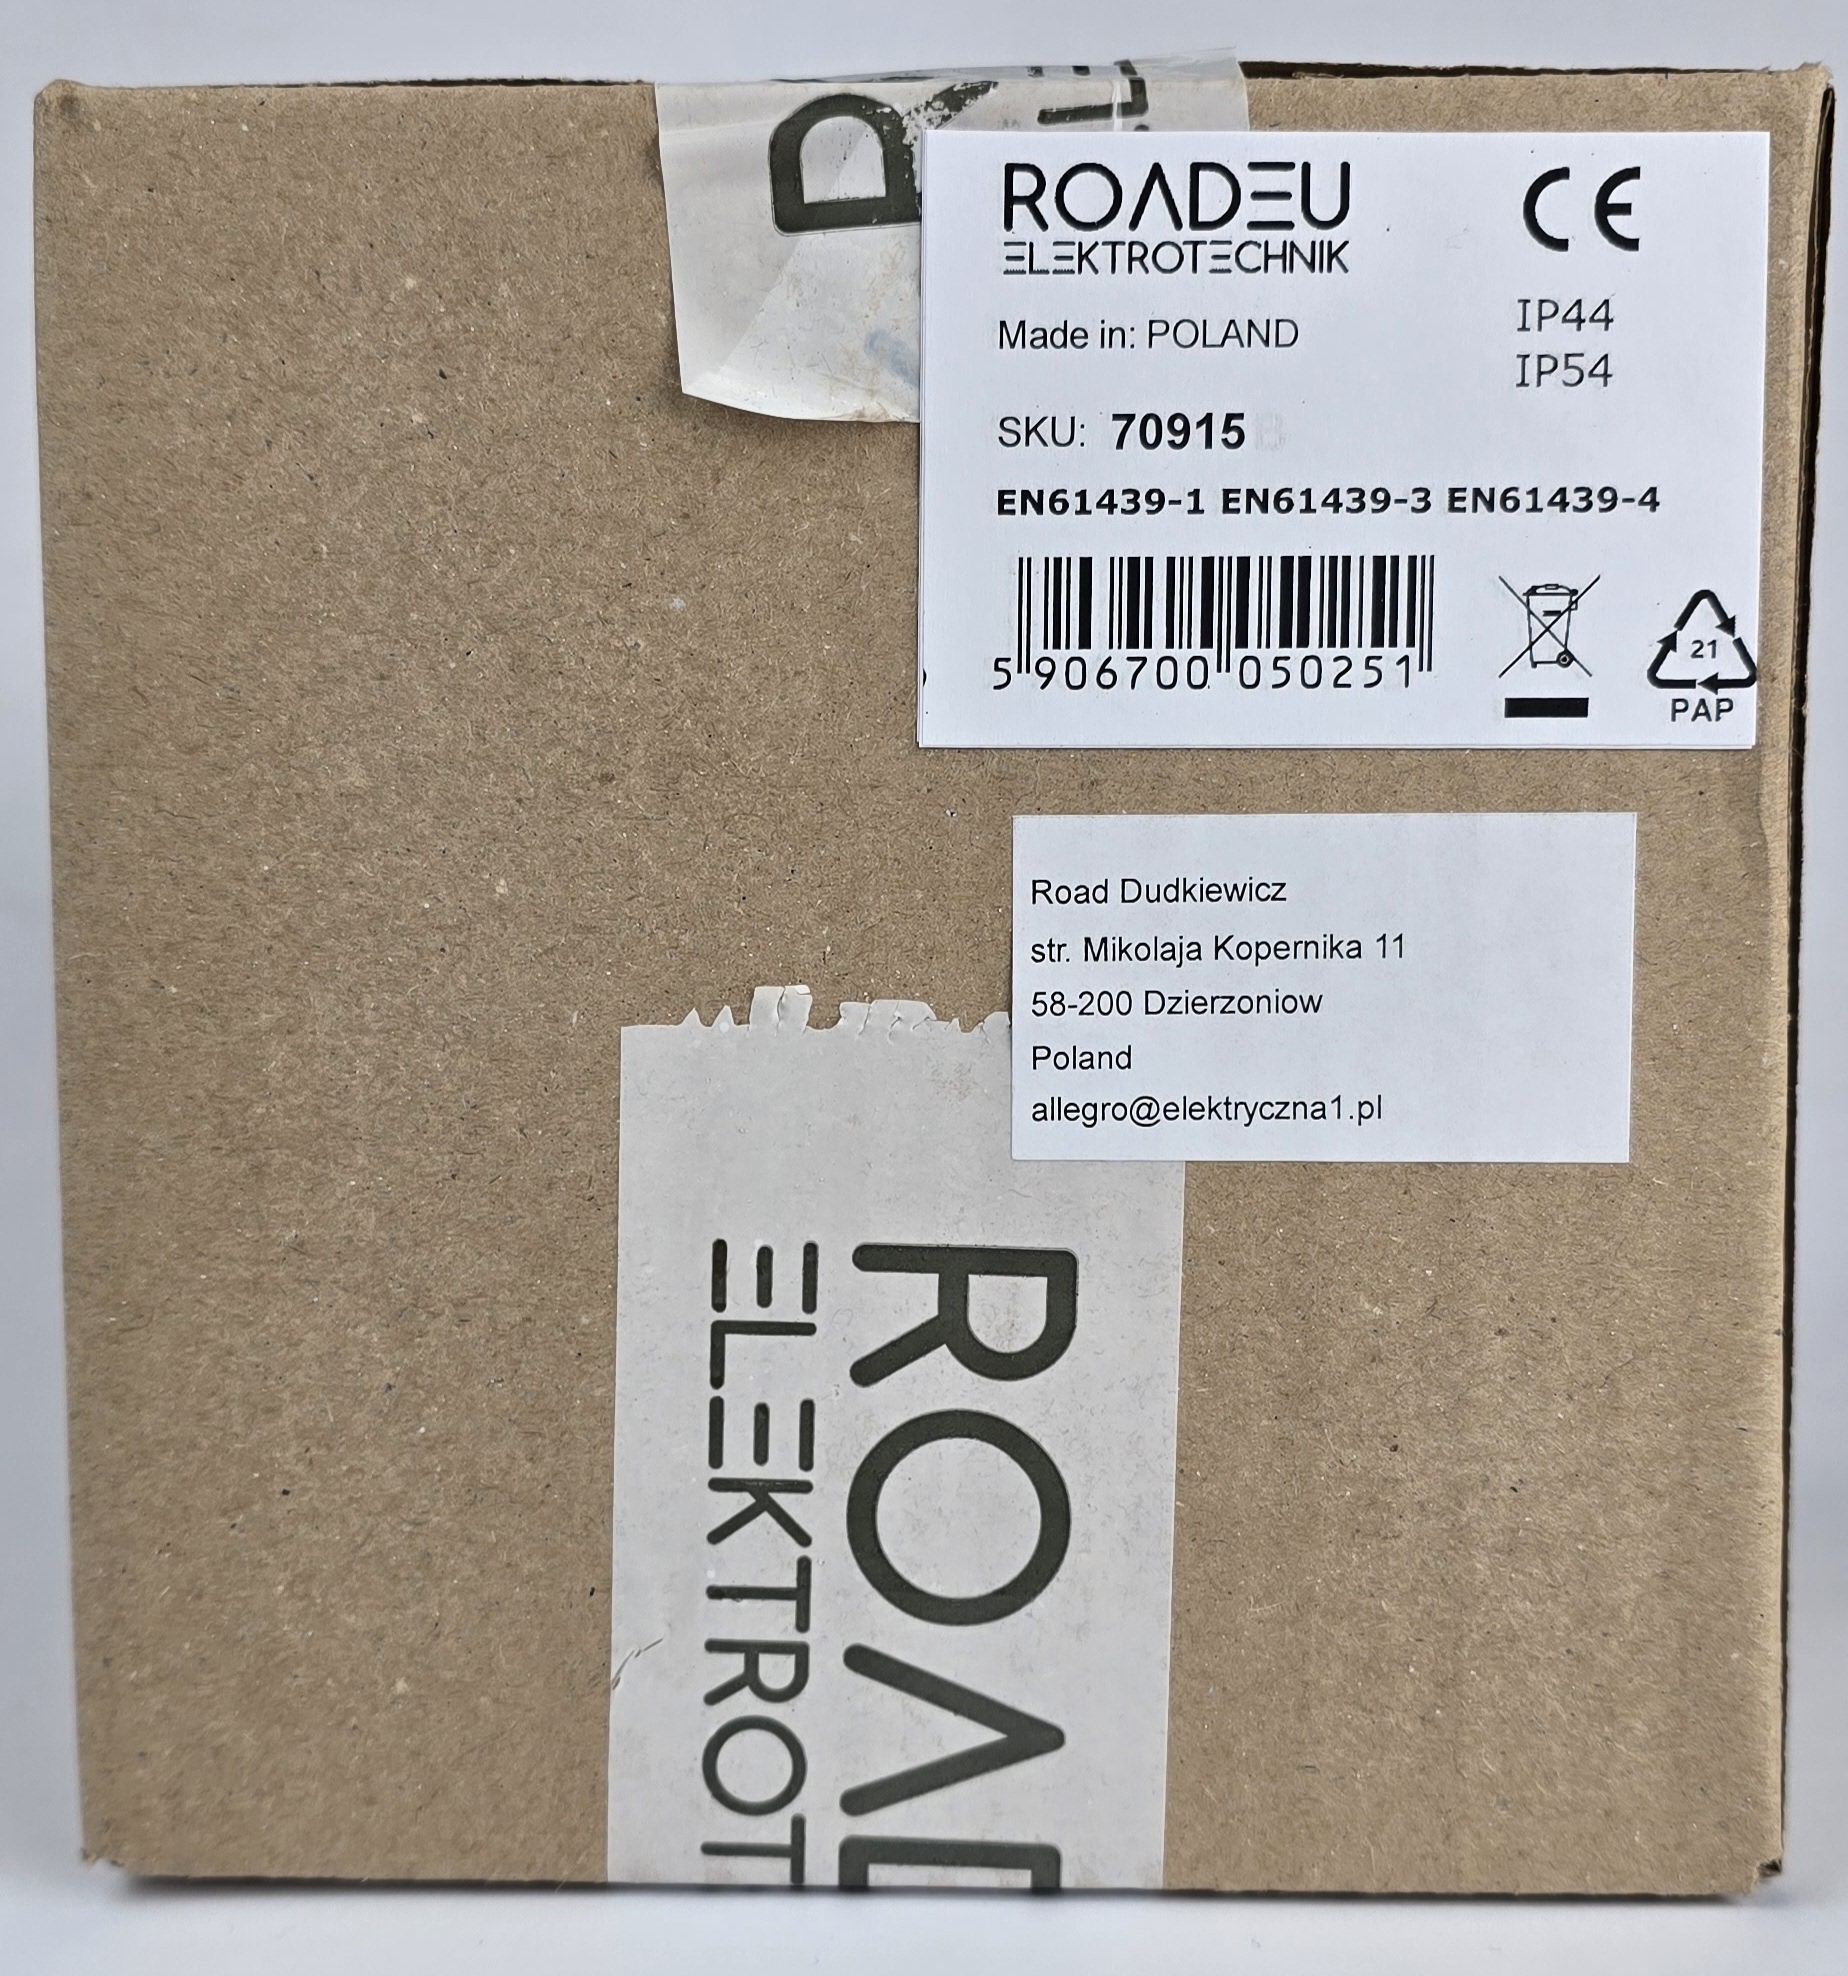 ROADEU
ELEKTROTECHNIK
CE
Made in: POLAND
IP44
IP54
SKU: 70915
EN61439-1 EN61439-3 EN61439-4
5 906700 050251
21
PAP
Road Dudkiewicz
str. Mikolaja Kopernika 11
58-200 Dzierzoniow
Poland
allegro@elektryczna1.pl
ROAD
ELEKTROT